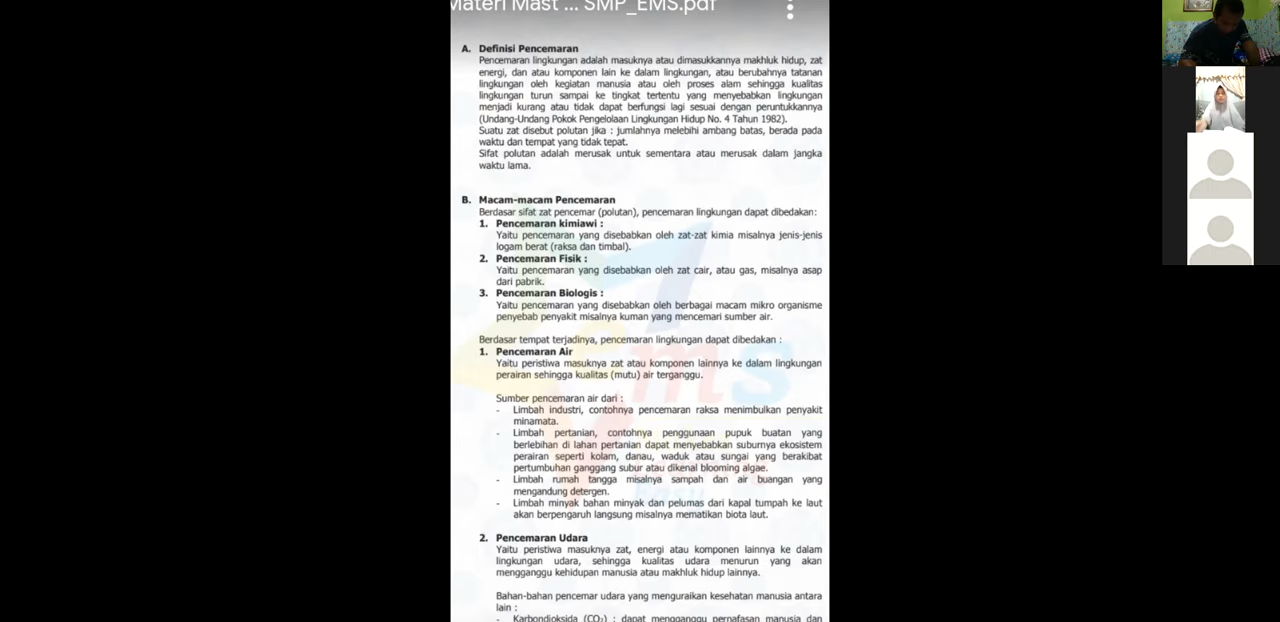 Materi Mast ... SMP_EMS.pdf
A. Definisi Pencemaran
Pencemaran lingkungan adalah masuknya atau dimasukkannya makhluk hidup, zat
energi, dan atau komponen lain ke dalam lingkungan, atau berubahnya tatanan
lingkungan oleh kegiatan manusia atau oleh proses alam sehingga kualitas
lingkungan turun sampai ke tingkat tertentu yang menyebabkan lingkungan
menjadi kurang atau tidak dapat berfungsi lagi sesuai dengan peruntukkannya
(Undang-Undang Pokok Pengelolaan Lingkungan Hidup No. 4 Tahun 1982).
Suatu zat disebut polutan jika : jumlahnya melebihi ambang batas, berada pada
waktu dan tempat yang tidak tepat.
Sifat polutan adalah merusak untuk sementara atau merusak dalam jangka
waktu lama.
B. Macam-macam Pencemaran
Berdasar sifat zat pencemar (polutan), pencemaran lingkungan dapat dibedakan:
1. Pencemaran kimiawi :
Yaitu pencemaran yang disebabkan oleh zat-zat kimia misalnya jenis-jenis
logam berat (raksa dan timbal).
2. Pencemaran Fisik :
Yaitu pencemaran yang disebabkan oleh zat cair, atau gas, misalnya asap
dari pabrik.
3. Pencemaran Biologis :
Yaitu pencemaran yang disebabkan oleh berbagai macam mikro organisme
penyebab penyakit misalnya kuman yang mencemari sumber air.
Berdasar tempat terjadinya, pencemaran lingkungan dapat dibedakan :
1. Pencemaran Air
Yaitu peristiwa masuknya zat atau komponen lainnya ke dalam lingkungan
perairan sehingga kualitas (mutu) air terganggu.
Sumber pencemaran air dari :
- Limbah industri, contohnya pencemaran raksa menimbulkan penyakit
minamata.
- Limbah pertanian, contohnya penggunaan pupuk buatan yang
berlebihan di lahan pertanian dapat menyebabkan suburnya ekosistem
perairan seperti kolam, danau, waduk atau sungai yang berakibat
pertumbuhan ganggang subur atau dikenal blooming algae.
- Limbah rumah tangga misalnya sampah dan air buangan yang
mengandung detergen.
- Limbah minyak bahan minyak dan pelumas dari kapal tumpah ke laut
akan berpengaruh langsung misalnya mematikan biota laut.
2. Pencemaran Udara
Yaitu peristiwa masuknya zat, energi atau komponen lainnya ke dalam
lingkungan udara, sehingga kualitas udara menurun yang akan
mengganggu kehidupan manusia atau makhluk hidup lainnya.
Bahan-bahan pencemar udara yang menguraikan kesehatan manusia antara
lain :
- Karbondioksida (CO₂) : dapat mengganggu pernafasan manusia dan
ems